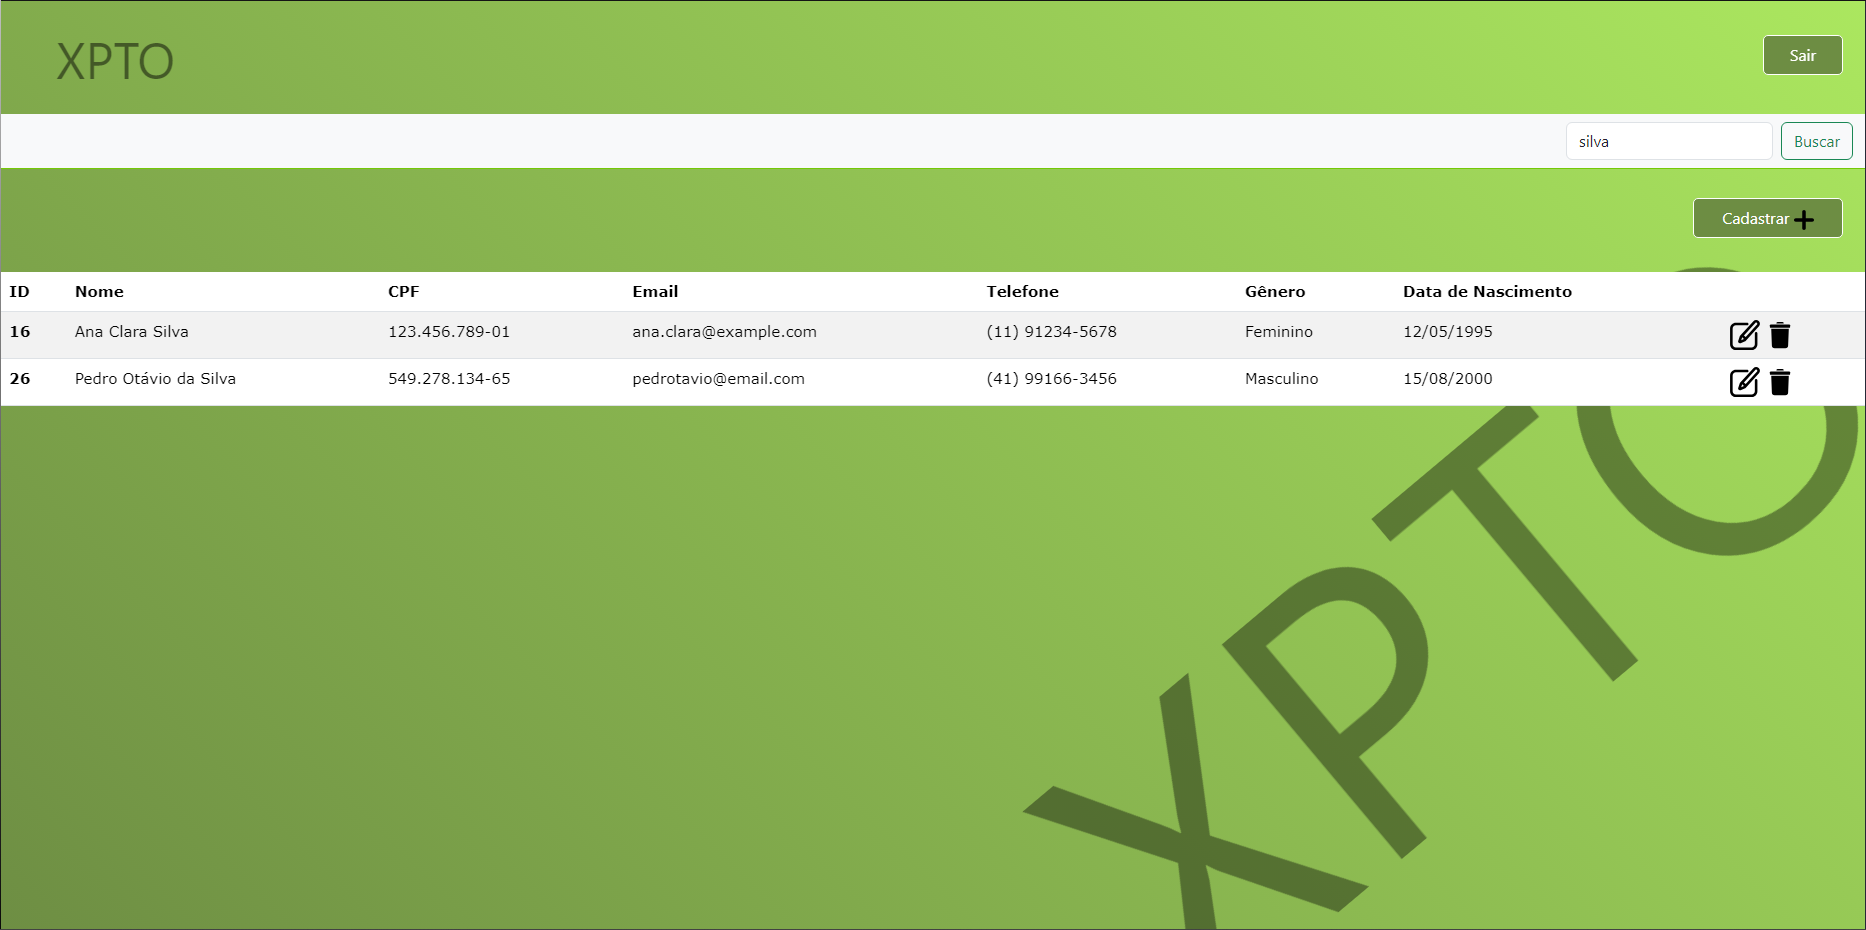 XPTO
Sair
silva
Buscar
Cadastrar
ID Nome CPF Email Telefone Gênero Data de Nascimento
16 Ana Clara Silva 123.456.789-01 ana.clara@example.com (11) 91234-5678 Feminino 12/05/1995
26 Pedro Otávio da Silva 549.278.134-65 pedrotavio@email.com (41) 99166-3456 Masculino 15/08/2000
XPTO